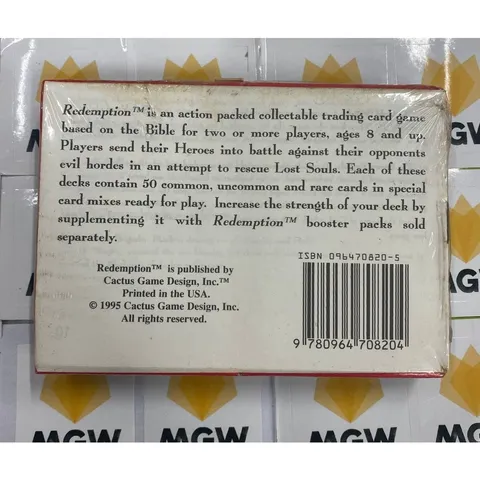 Redemption™ is an action packed collectable trading card game
based on the Bible for two or more players, ages 8 and up.
Players send their Heroes into battle against their opponents
evil hordes in an attempt to rescue Lost Souls. Each of these
decks contain 50 common, uncommon and rare cards in special
card mixes ready for play. Increase the strength of your deck by
supplementing it with Redemption™ booster packs sold
separately.
Redemption™ is published by
Cactus Game Design, Inc.™
Printed in the USA.
© 1995 Cactus Game Design, Inc.
All rights reserved.
ISBN 096470820-5
9 780964 708204
MGW
MGW
MGW
MGW
MGW